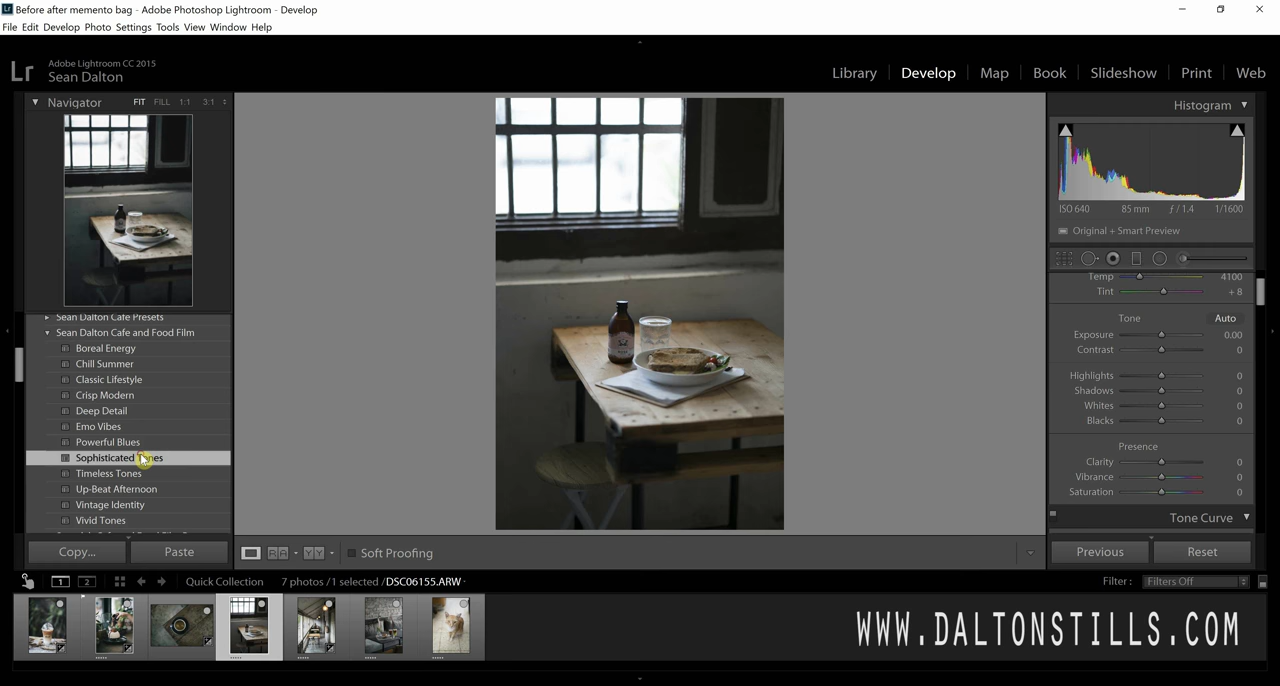 Before after memento bag - Adobe Photoshop Lightroom - Develop
File Edit Develop Photo Settings Tools View Window Help
Lr
Adobe Lightroom CC 2015
Sean Dalton
Library Develop Map Book Slideshow Print Web
Navigator FIT FILL 1:1 3:1
Histogram
ISO 640 85 mm ƒ / 1.4 1/1600
Original + Smart Preview
Temp 4100
Tint + 8
Tone Auto
Exposure 0.00
Contrast 0
Highlights 0
Shadows 0
Whites 0
Blacks 0
Presence
Clarity 0
Vibrance 0
Saturation 0
Tone Curve
Sean Dalton Cafe Presets
Sean Dalton Cafe and Food Film
Boreal Energy
Chill Summer
Classic Lifestyle
Crisp Modern
Deep Detail
Emo Vibes
Powerful Blues
Sophisticated
Timeless Tones
Up-Beat Afternoon
Vintage Identity
Vivid Tones
Copy... Paste
R A Y Y Soft Proofing
Previous Reset
1 2 Quick Collection 7 photos / 1 selected / DSC06155.ARW
Filter : Filters Off
WWW.DALTONSTILLS.COM